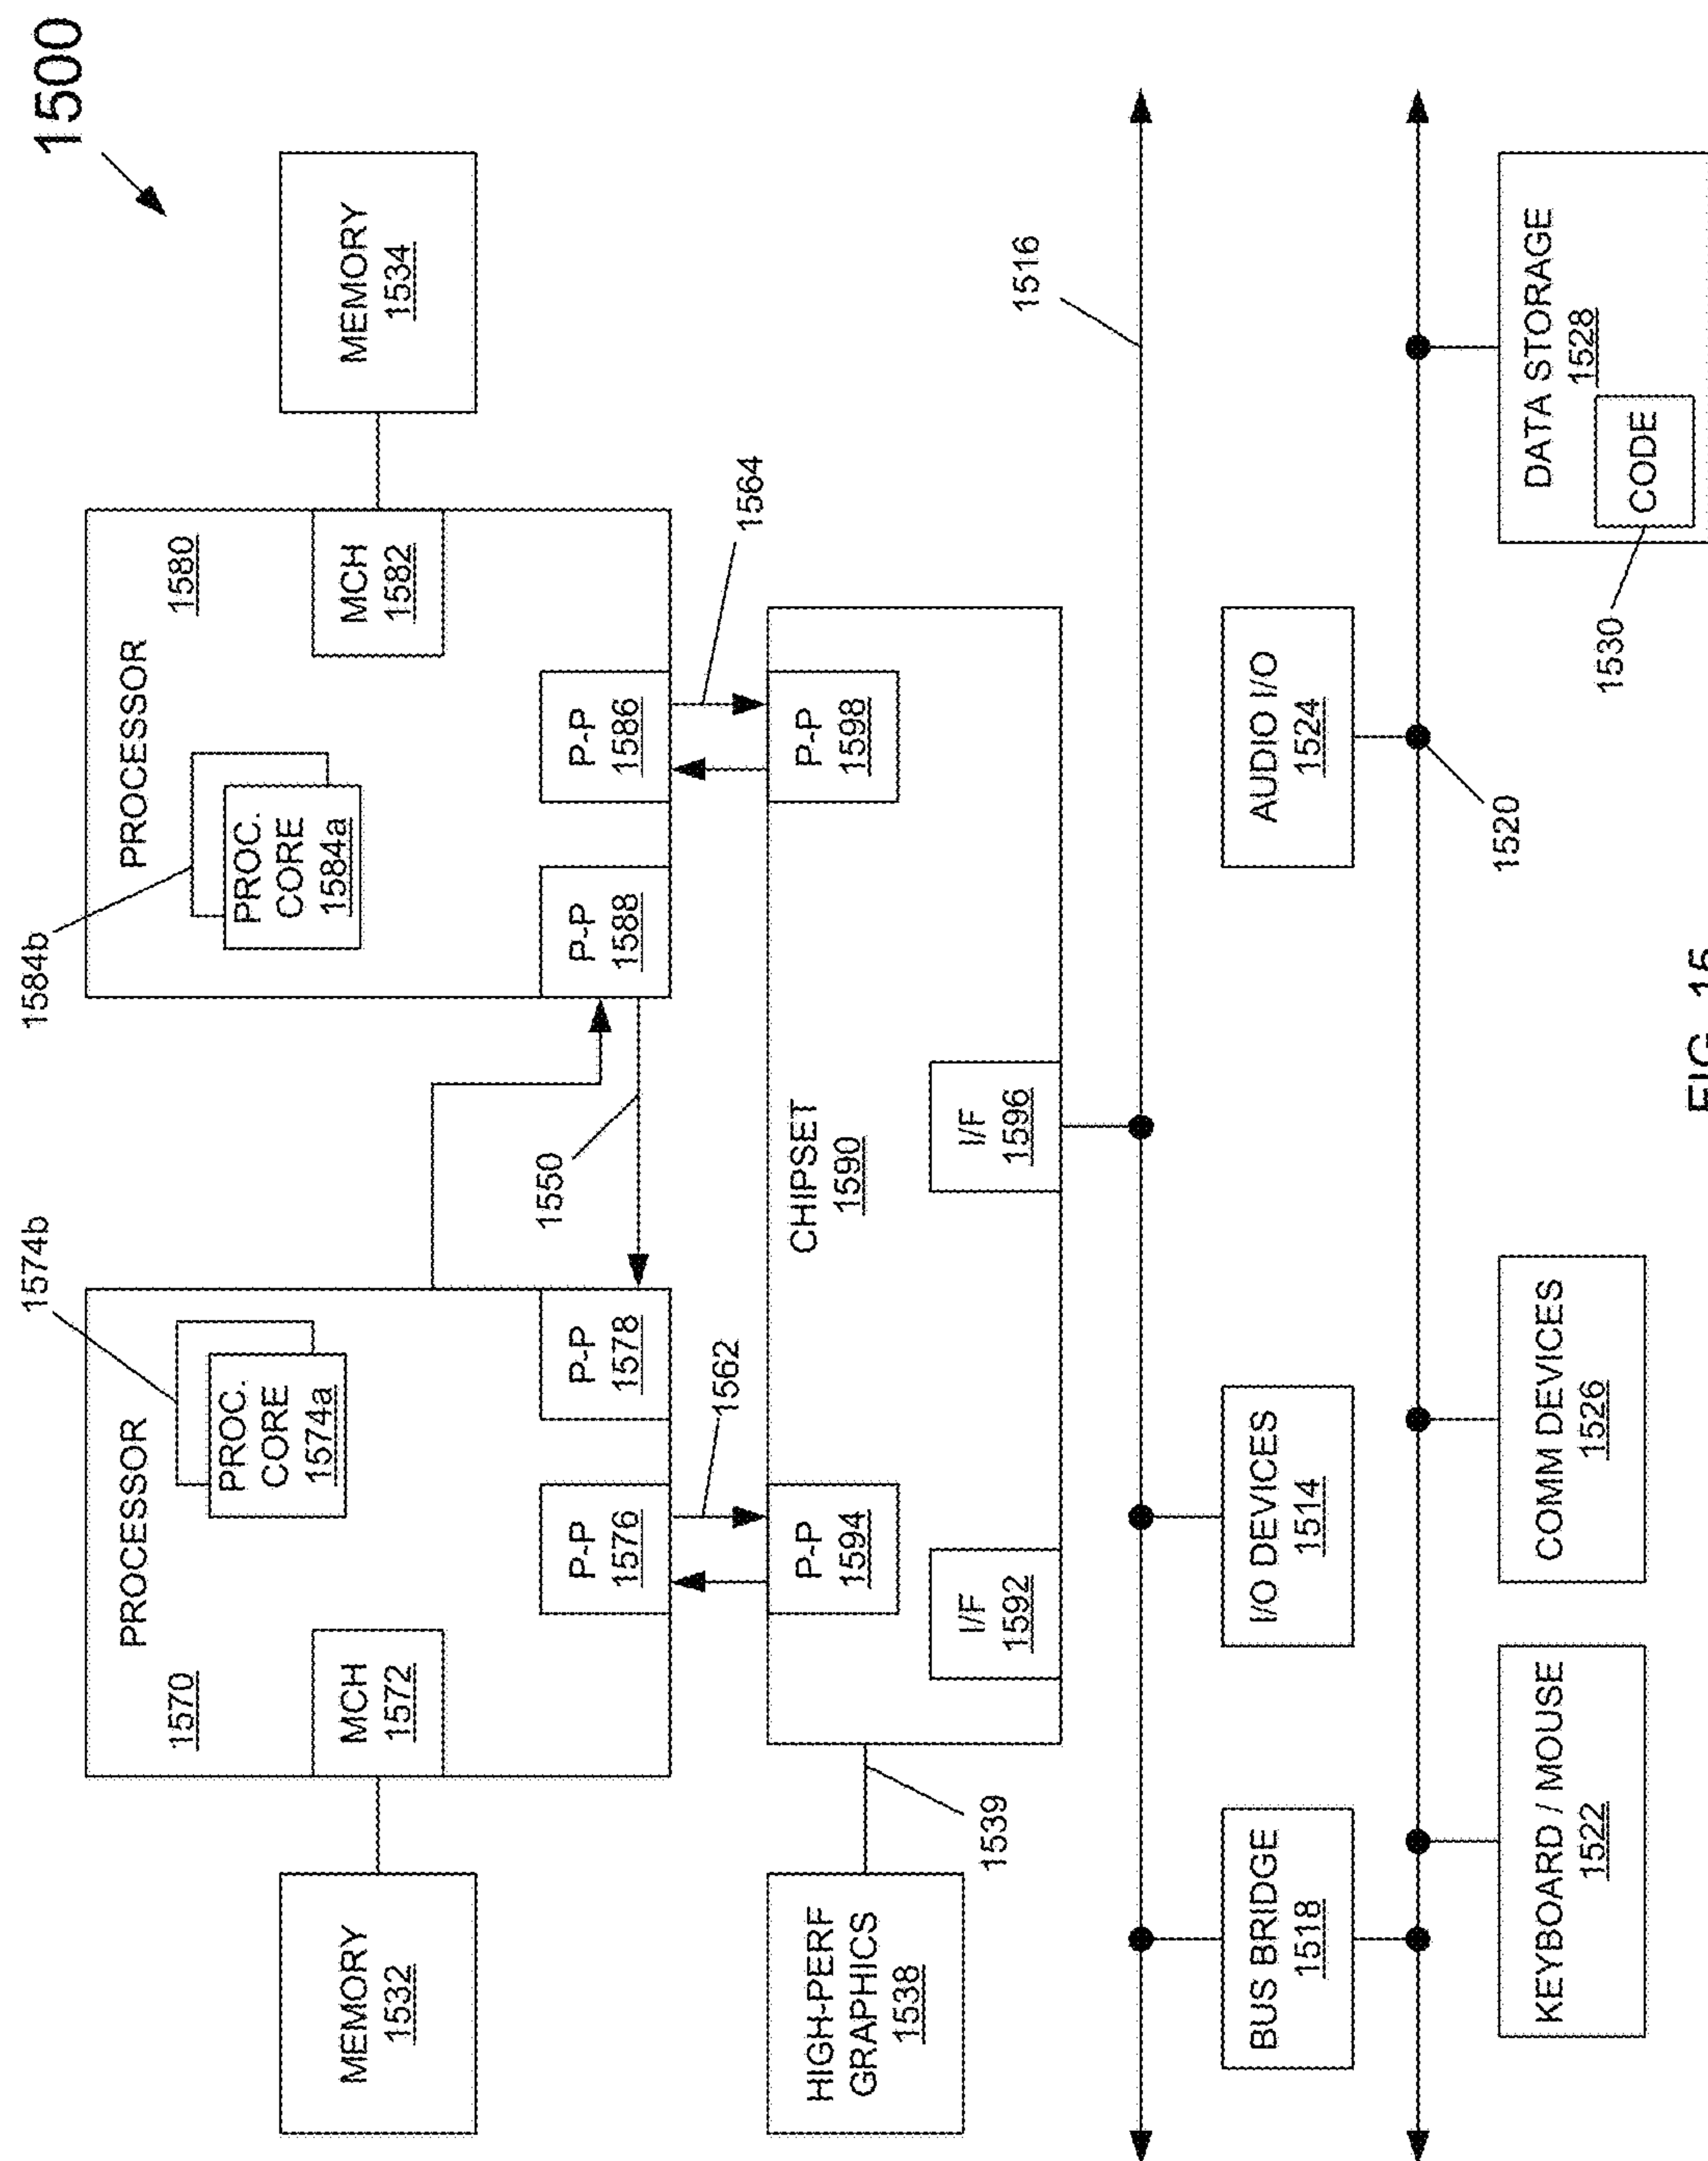 1500
1574b
1584b
PROCESSOR
1570
PROC.
CORE
1574a
MCH
1572
P-P
1576
P-P
1578
MEMORY
1532
PROCESSOR
1580
PROC.
CORE
1584a
MCH
1582
P-P
1588
P-P
1586
MEMORY
1534
1550
1562
1564
HIGH-PERF
GRAPHICS
1538
1539
P-P
1594
P-P
1598
CHIPSET
1590
I/F
1592
I/F
1596
1516
BUS BRIDGE
1518
I/O DEVICES
1514
AUDIO I/O
1524
1520
KEYBOARD / MOUSE
1522
COMM DEVICES
1526
DATA STORAGE
1528
CODE
1530
FIG. 15